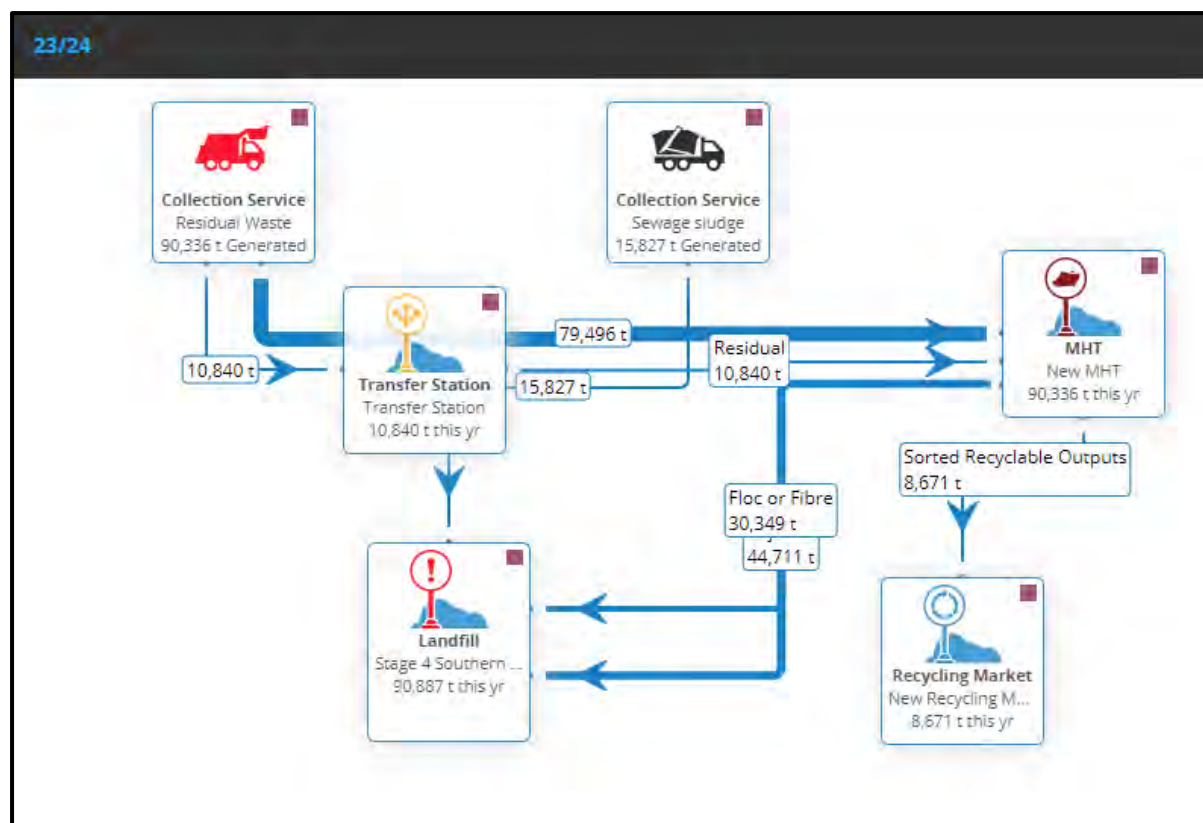 23/24
Collection Service
Residual Waste
90,336 t Generated
Collection Service
Sewage sludge
15,827 t Generated
79,496 t
Residual
10,840 t
10,840 t
15,827 t
Transfer Station
Transfer Station
10,840 t this yr
MHT
New MHT
90,336 t this yr
Sorted Recyclable Outputs
8,671 t
Floc or Fibre
30,349 t
44,711 t
Landfill
Stage 4 Southern ...
90,887 t this yr
Recycling Market
New Recycling M...
8,671 t this yr